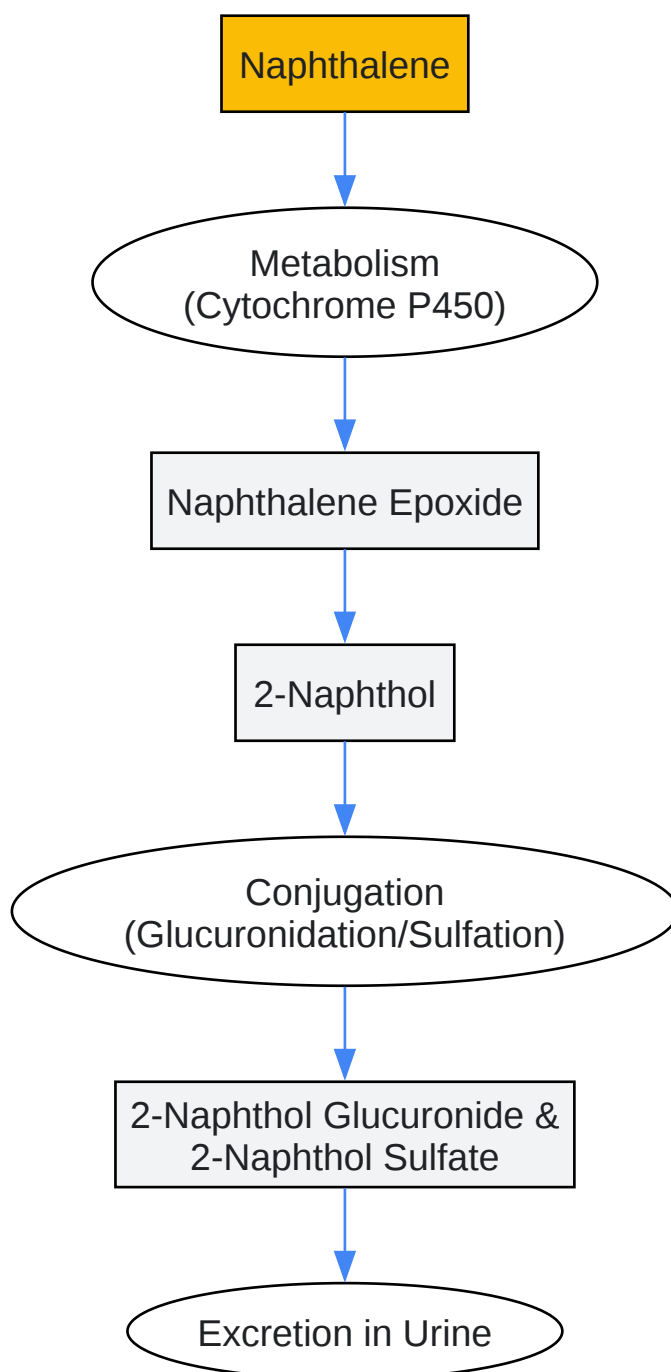 Naphthalene
Metabolism
(Cytochrome P450)
Naphthalene Epoxide
2-Naphthol
Conjugation
(Glucuronidation/Sulfation)
2-Naphthol Glucuronide &
2-Naphthol Sulfate
Excretion in Urine